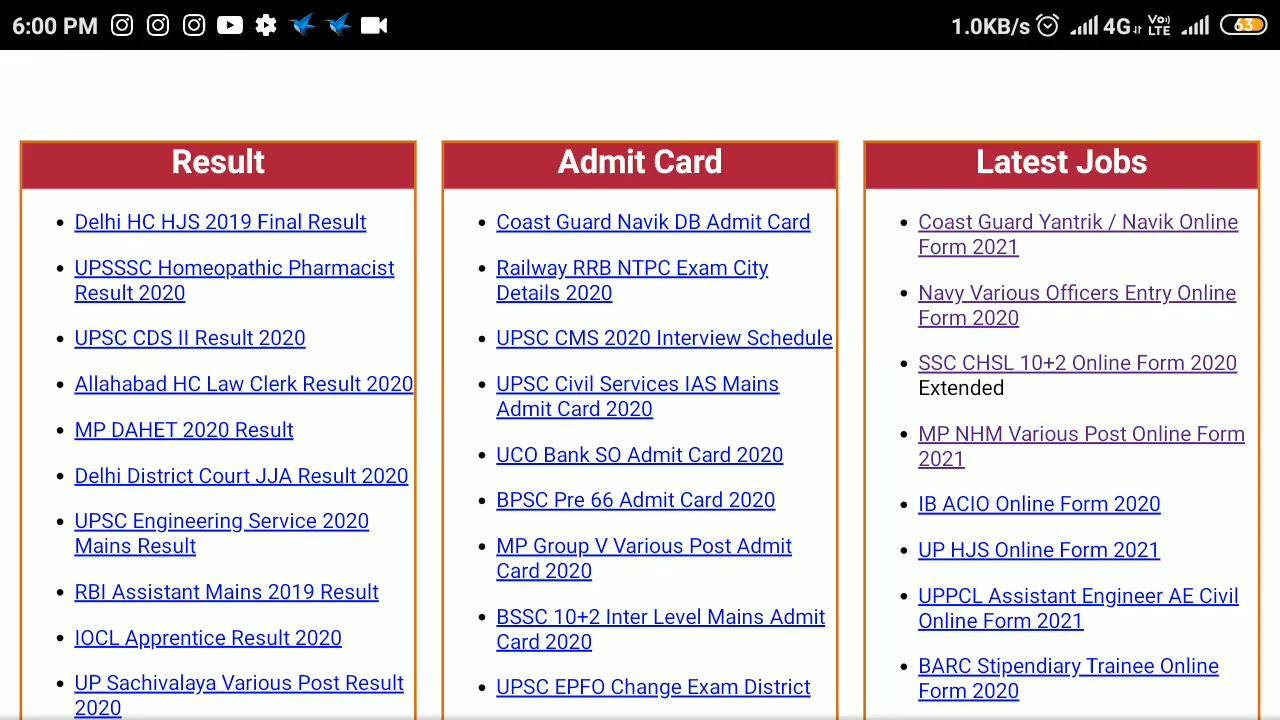 6:00 PM
1.0KB/s 4G Vo) LTE 63
Result
Delhi HC HJS 2019 Final Result
UPSSSC Homeopathic Pharmacist
Result 2020
UPSC CDS II Result 2020
Allahabad HC Law Clerk Result 2020
MP DAHET 2020 Result
Delhi District Court JJA Result 2020
UPSC Engineering Service 2020
Mains Result
RBI Assistant Mains 2019 Result
IOCL Apprentice Result 2020
UP Sachivalaya Various Post Result
2020
Admit Card
Coast Guard Navik DB Admit Card
Railway RRB NTPC Exam City
Details 2020
UPSC CMS 2020 Interview Schedule
UPSC Civil Services IAS Mains
Admit Card 2020
UCO Bank SO Admit Card 2020
BPSC Pre 66 Admit Card 2020
MP Group V Various Post Admit
Card 2020
BSSC 10+2 Inter Level Mains Admit
Card 2020
UPSC EPFO Change Exam District
Latest Jobs
Coast Guard Yantrik / Navik Online
Form 2021
Navy Various Officers Entry Online
Form 2020
SSC CHSL 10+2 Online Form 2020
Extended
MP NHM Various Post Online Form
2021
IB ACIO Online Form 2020
UP HJS Online Form 2021
UPPCL Assistant Engineer AE Civil
Online Form 2021
BARC Stipendiary Trainee Online
Form 2020